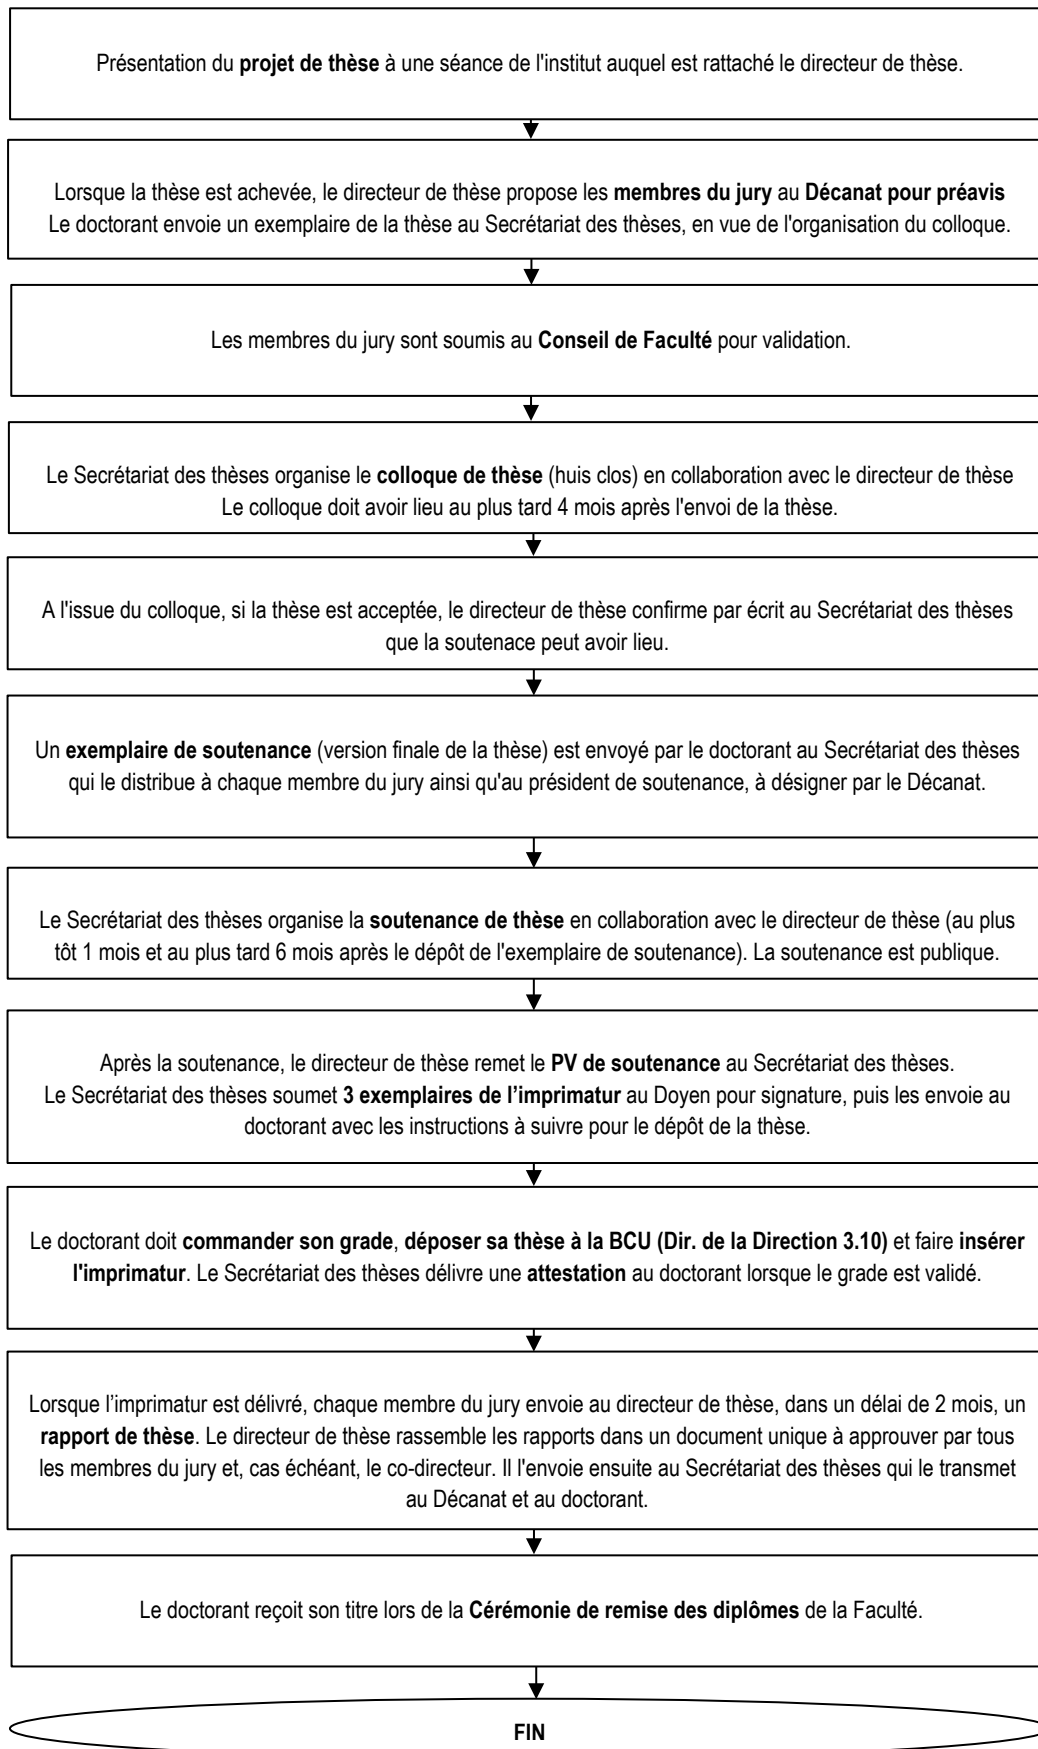 Présentation du projet de thèse à une séance de l'institut auquel est rattaché le directeur de thèse.
Lorsque la thèse est achevée, le directeur de thèse propose les membres du jury au Décanat pour préavis
Le doctorant envoie un exemplaire de la thèse au Secrétariat des thèses, en vue de l'organisation du colloque.
Les membres du jury sont soumis au Conseil de Faculté pour validation.
Le Secrétariat des thèses organise le colloque de thèse (huis clos) en collaboration avec le directeur de thèse
Le colloque doit avoir lieu au plus tard 4 mois après l'envoi de la thèse.
A l'issue du colloque, si la thèse est acceptée, le directeur de thèse confirme par écrit au Secrétariat des thèses
que la soutenace peut avoir lieu.
Un exemplaire de soutenance (version finale de la thèse) est envoyé par le doctorant au Secrétariat des thèses
qui le distribue à chaque membre du jury ainsi qu'au président de soutenance, à désigner par le Décanat.
Le Secrétariat des thèses organise la soutenance de thèse en collaboration avec le directeur de thèse (au plus
tôt 1 mois et au plus tard 6 mois après le dépôt de l'exemplaire de soutenance). La soutenance est publique.
Après la soutenance, le directeur de thèse remet le PV de soutenance au Secrétariat des thèses.
Le Secrétariat des thèses soumet 3 exemplaires de l’imprimatur au Doyen pour signature, puis les envoie au
doctorant avec les instructions à suivre pour le dépôt de la thèse.
Le doctorant doit commander son grade, déposer sa thèse à la BCU (Dir. de la Direction 3.10) et faire insérer
l'imprimatur. Le Secrétariat des thèses délivre une attestation au doctorant lorsque le grade est validé.
Lorsque l’imprimatur est délivré, chaque membre du jury envoie au directeur de thèse, dans un délai de 2 mois, un
rapport de thèse. Le directeur de thèse rassemble les rapports dans un document unique à approuver par tous
les membres du jury et, cas échéant, le co-directeur. Il l'envoie ensuite au Secrétariat des thèses qui le transmet
au Décanat et au doctorant.
Le doctorant reçoit son titre lors de la Cérémonie de remise des diplômes de la Faculté.
FIN